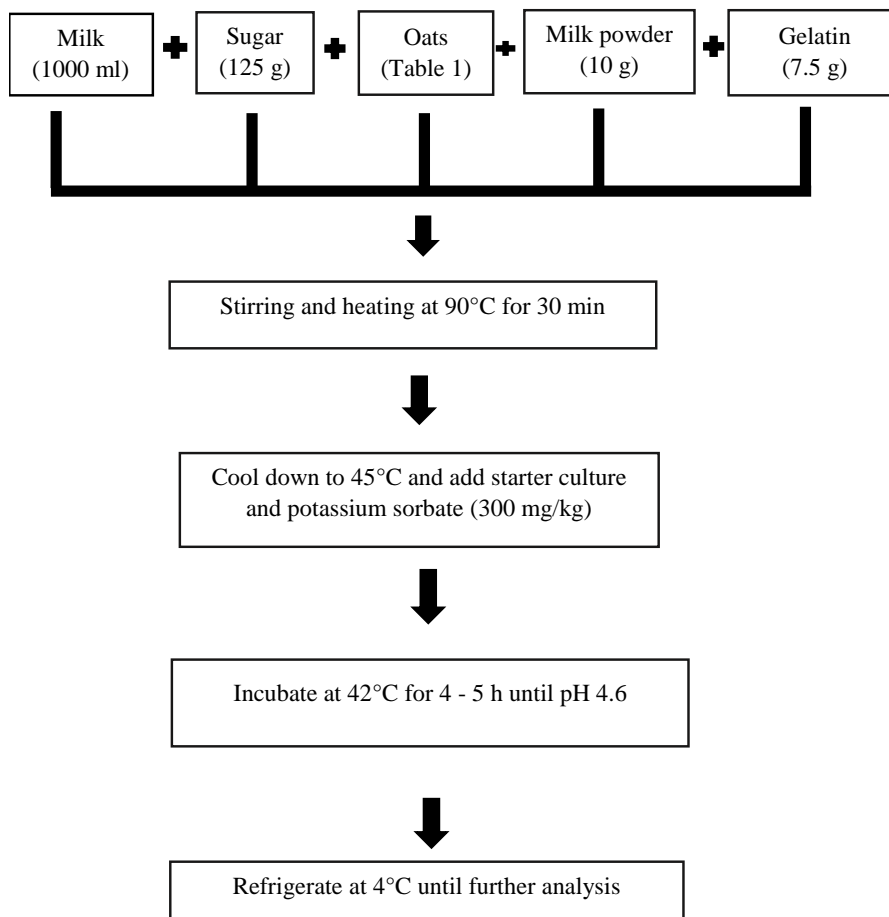 Milk
(1000 ml)
Sugar
(125 g)
Oats
(Table 1)
Milk powder
(10 g)
Gelatin
(7.5 g)
Stirring and heating at 90°C for 30 min
Cool down to 45°C and add starter culture
and potassium sorbate (300 mg/kg)
Incubate at 42°C for 4 - 5 h until pH 4.6
Refrigerate at 4°C until further analysis